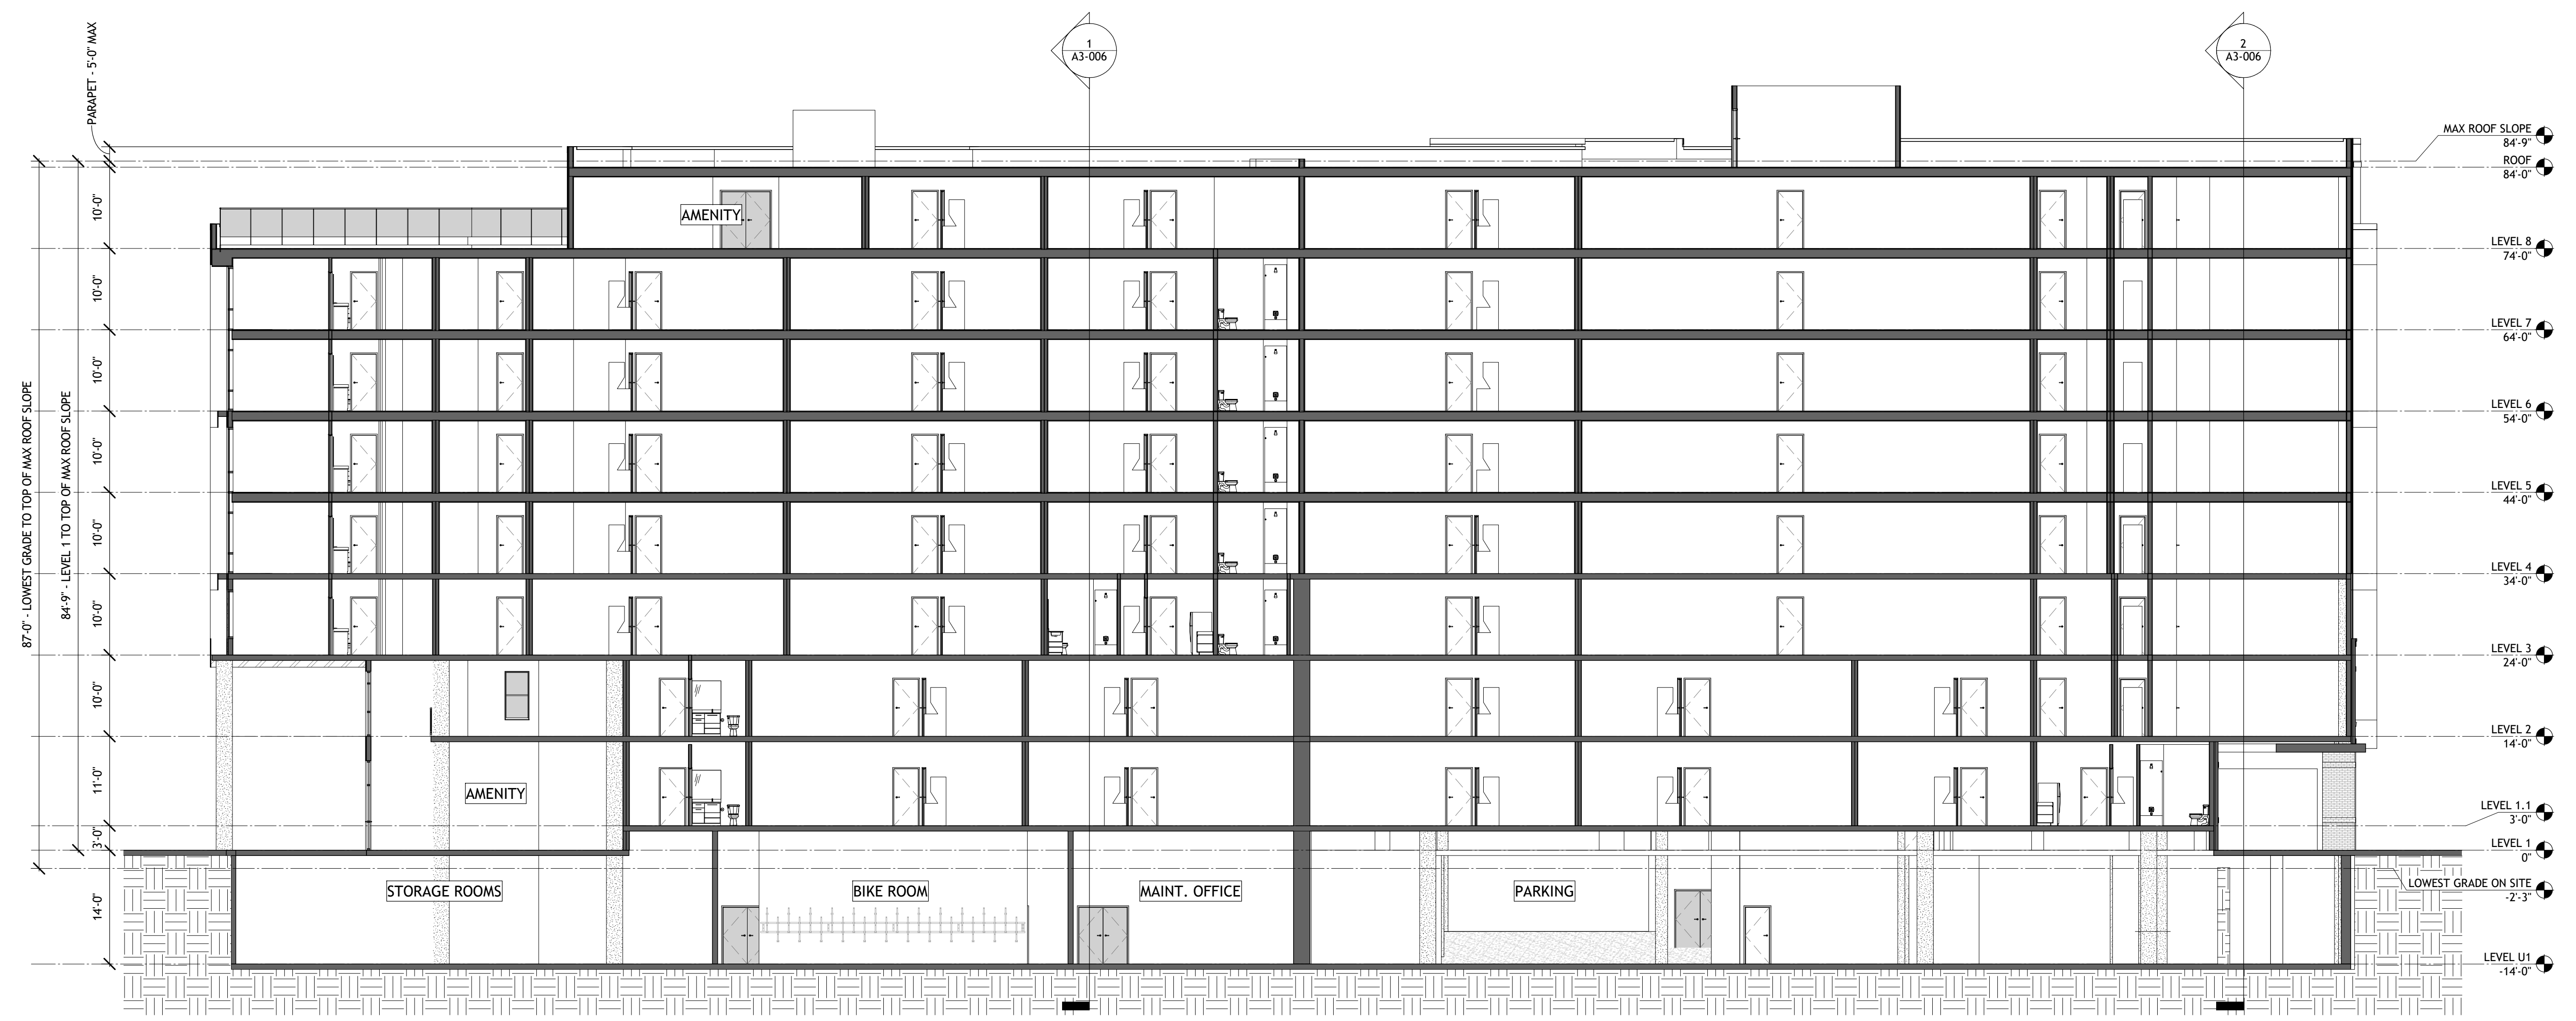 1
A3-006
2
A3-006
PARAPET - 5'-0" MAX
87'-0" - LOWEST GRADE TO TOP OF MAX ROOF SLOPE
84'-9" - LEVEL 1 TO TOP OF MAX ROOF SLOPE
10'-0"
10'-0"
10'-0"
10'-0"
10'-0"
10'-0"
10'-0"
11'-0"
3'-0"
14'-0"
AMENITY
AMENITY
STORAGE ROOMS
BIKE ROOM
MAINT. OFFICE
PARKING
MAX ROOF SLOPE
84'-9"
ROOF
84'-0"
LEVEL 8
74'-0"
LEVEL 7
64'-0"
LEVEL 6
54'-0"
LEVEL 5
44'-0"
LEVEL 4
34'-0"
LEVEL 3
24'-0"
LEVEL 2
14'-0"
LEVEL 1.1
3'-0"
LEVEL 1
0"
LOWEST GRADE ON SITE
-2'-3"
LEVEL U1
-14'-0"